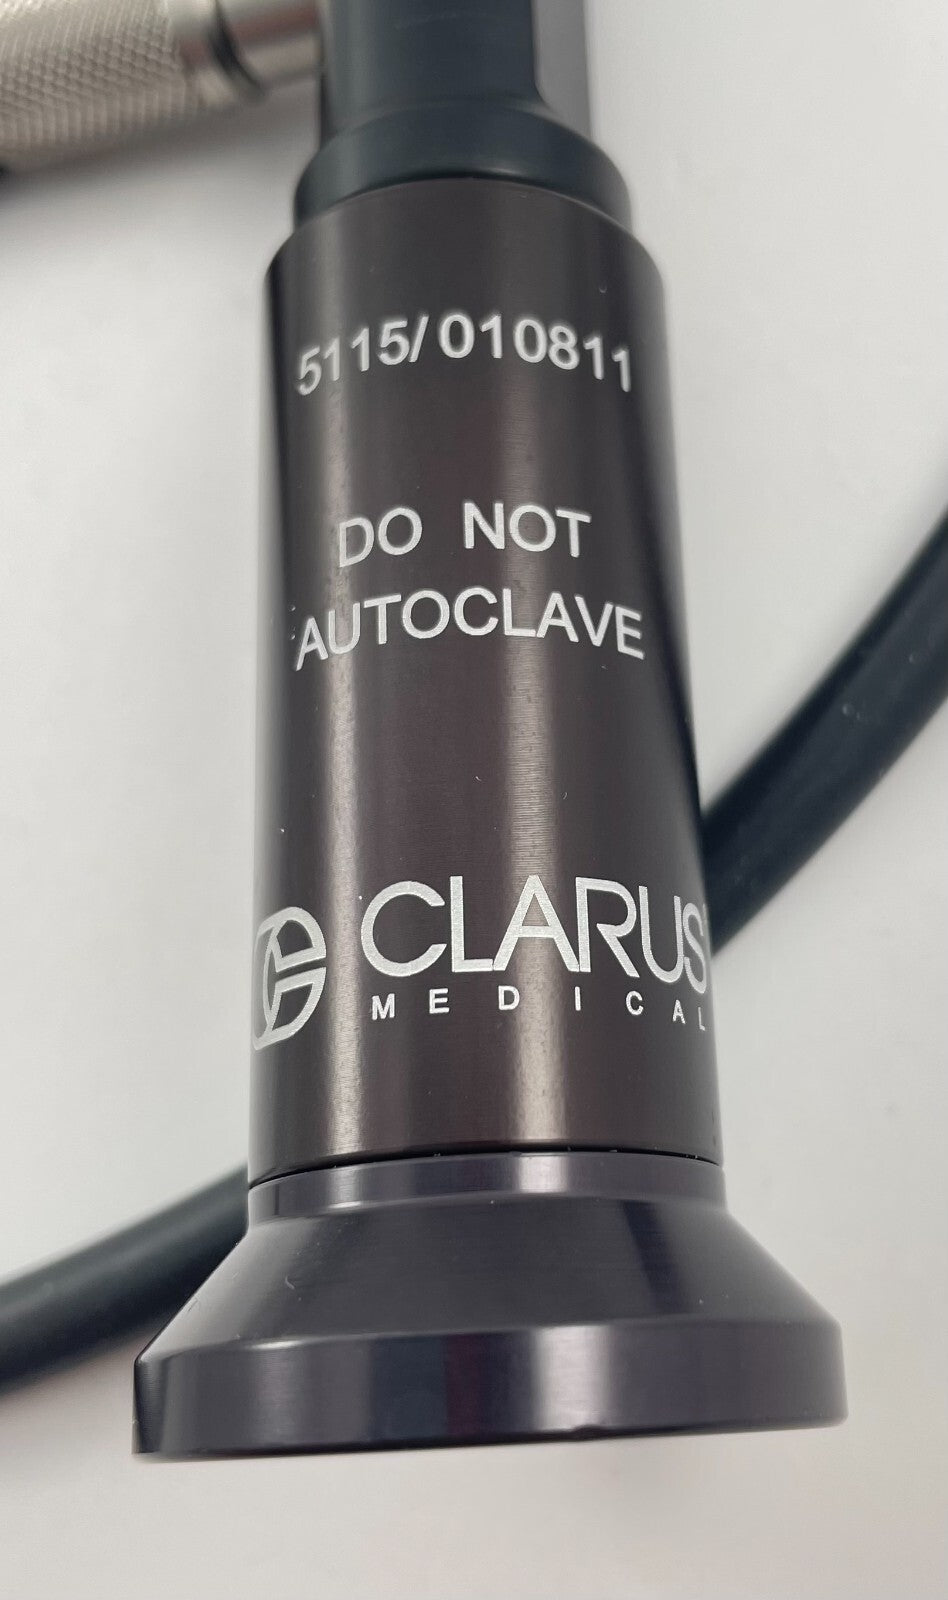 5115/010811
DO NOT
AUTOCLAVE
CLARUS
MEDICAL